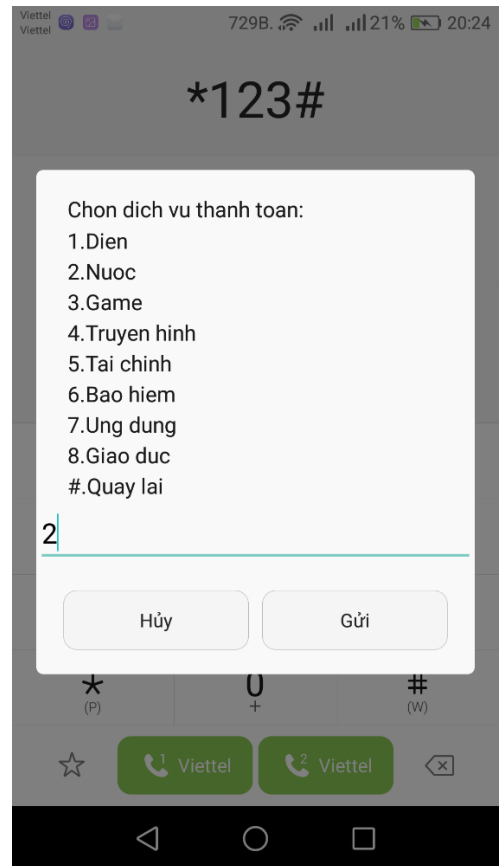 Viettel
Viettel
729B. 21% 20:24
*123#
Chon dich vu thanh toan:
1.Dien
2.Nuoc
3.Game
4.Truyen hinh
5.Tai chinh
6.Bao hiem
7.Ung dung
8.Giao duc
#.Quay lai
2
Hủy Gửi
* 0 #
(P) + (W)
1 Viettel 2 Viettel